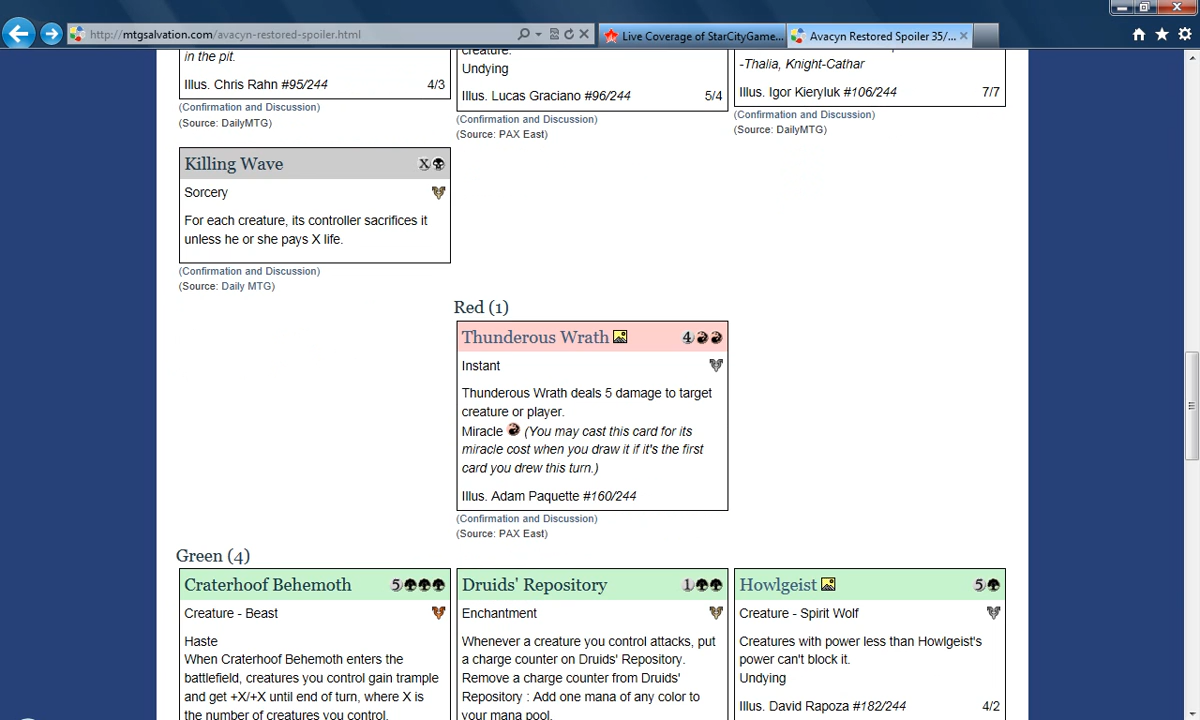 http://mtgsalvation.com/avacyn-restored-spoiler.html
Live Coverage of StarCityGame...
Avacyn Restored Spoiler 35/...
in the pit.
Illus. Chris Rahn #95/244 4/3
(Confirmation and Discussion)
(Source: DailyMTG)
creature.
Undying
Illus. Lucas Graciano #96/244 5/4
(Confirmation and Discussion)
(Source: PAX East)
-Thalia, Knight-Cathar
Illus. Igor Kieryluk #106/244 7/7
(Confirmation and Discussion)
(Source: DailyMTG)
Killing Wave X
Sorcery
For each creature, its controller sacrifices it
unless he or she pays X life.
(Confirmation and Discussion)
(Source: Daily MTG)
Red (1)
Thunderous Wrath 4
Instant
Thunderous Wrath deals 5 damage to target
creature or player.
Miracle (You may cast this card for its
miracle cost when you draw it if it's the first
card you drew this turn.)
Illus. Adam Paquette #160/244
(Confirmation and Discussion)
(Source: PAX East)
Green (4)
Craterhoof Behemoth 5
Creature - Beast
Haste
When Craterhoof Behemoth enters the
battlefield, creatures you control gain trample
and get +X/+X until end of turn, where X is
the number of creatures you control.
Druids' Repository 1
Enchantment
Whenever a creature you control attacks, put
a charge counter on Druids' Repository.
Remove a charge counter from Druids'
Repository : Add one mana of any color to
your mana pool.
Howlgeist 5
Creature - Spirit Wolf
Creatures with power less than Howlgeist's
power can't block it.
Undying
Illus. David Rapoza #182/244 4/2